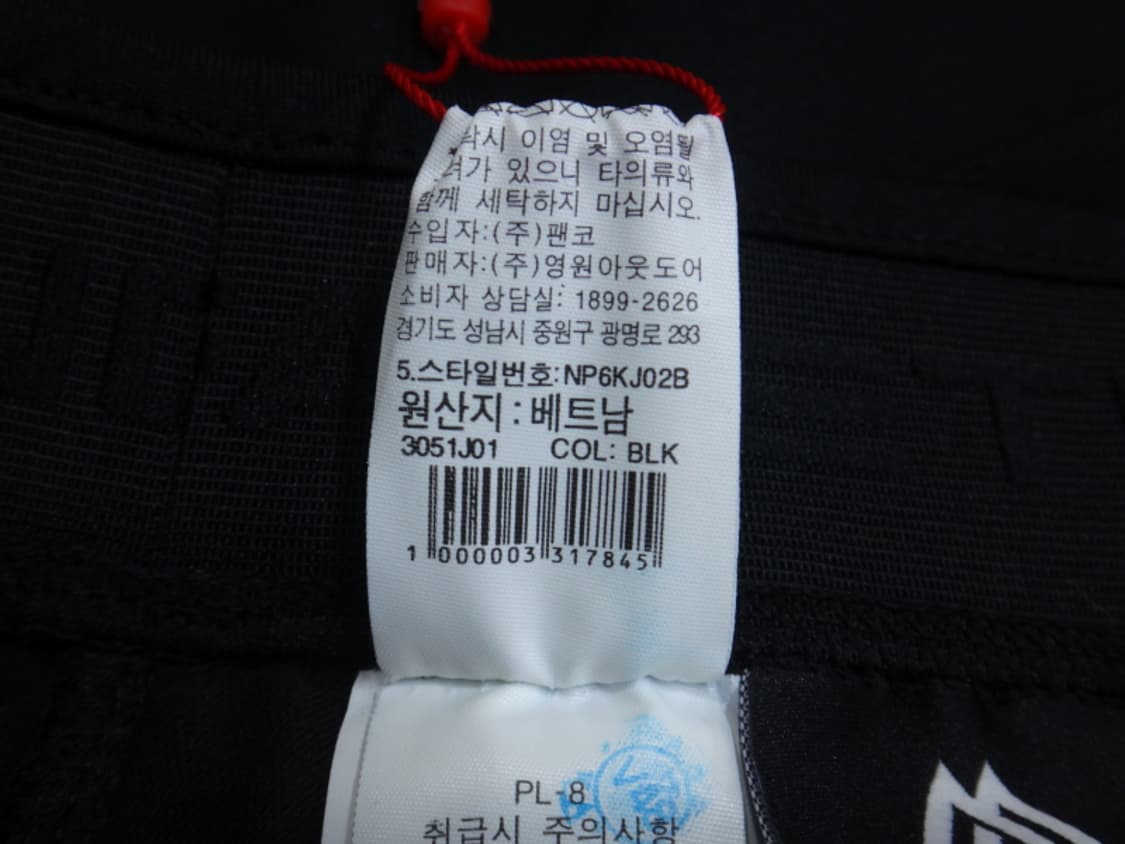 탁시 이염 및 오염될
려가 있으니 타의류와
함께 세탁하지 마십시오.
수입자:(주)팬코
판매자:(주)영원아웃도어
소비자 상담실: 1899-2626
경기도 성남시 중원구 광명로 293
5.스타일번호:NP6KJ02B
원산지 : 베트남
3051J01 COL: BLK
1 000003 317845
PL-8
취급시 주의사항